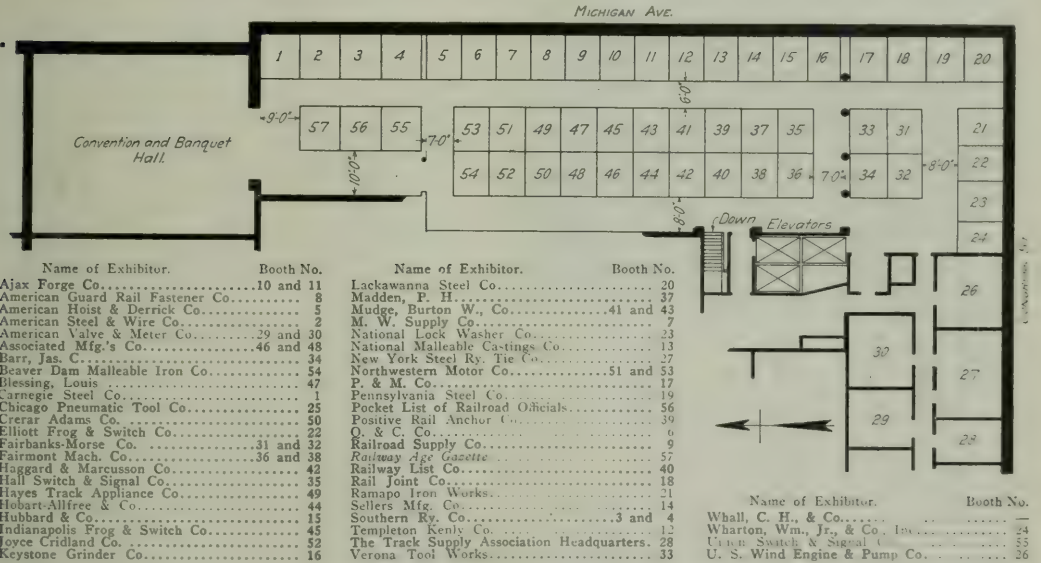 MICHIGAN AVE.
1 2 3 4 5 6 7 8 9 10 11 12 13 14 15 16 17 18 19 20
6'-0"
9'-0"
57 56 55
7'-0"
53 51 49 47 45 43 41 39 37 35
33 31
21
Convention and Banquet
Hall.
10'-0"
54 52 50 48 46 44 42 40 38 36
7'-0"
34 32
8'-0"
22
23
8'-0"
Down
Elevators
24
26
30
27
29
28
Name of Exhibitor. Booth No.
Ajax Forge Co. 10 and 11
American Guard Rail Fastener Co. 8
American Hoist & Derrick Co. 5
American Steel & Wire Co. 2
American Valve & Meter Co. 29 and 30
Associated Mfg.'s Co. 46 and 48
Barr, Jas. C. 34
Beaver Dam Malleable Iron Co. 54
Blessing, Louis 47
Carnegie Steel Co. 1
Chicago Pneumatic Tool Co. 25
Crerar Adams Co. 50
Elliott Frog & Switch Co. 22
Fairbanks-Morse Co. 31 and 32
Fairmont Mach. Co. 36 and 38
Haggard & Marcusson Co. 42
Hall Switch & Signal Co. 35
Hayes Track Appliance Co. 49
Hobart-Allfree & Co. 44
Hubbard & Co. 15
Indianapolis Frog & Switch Co. 45
Joyce Cridland Co. 52
Keystone Grinder Co. 16
Name of Exhibitor. Booth No.
Lackawanna Steel Co. 20
Madden, P. H. 37
Mudge, Burton W., Co. 41 and 43
M. W. Supply Co. 7
National Lock Washer Co. 23
National Malleable Castings Co. 13
New York Steel Ry. Tie Co. 27
Northwestern Motor Co. 51 and 53
P. & M. Co. 17
Pennsylvania Steel Co. 19
Pocket List of Railroad Officials 56
Positive Rail Anchor Co. 39
Q. & C. Co. 6
Railroad Supply Co. 9
Railway Age Gazette 57
Railway List Co. 40
Rail Joint Co. 18
Ramapo Iron Works 21
Sellers Mfg. Co. 14
Southern Ry. Co. 3 and 4
Templeton Kenly Co. 12
The Track Supply Association Headquarters. 28
Verona Tool Works 33
Name of Exhibitor. Booth No.
Whall, C. H., & Co. —
Wharton, Wm., Jr., & Co. Inc. 24
Union Switch & Signal 55
U. S. Wind Engine & Pump Co. 26